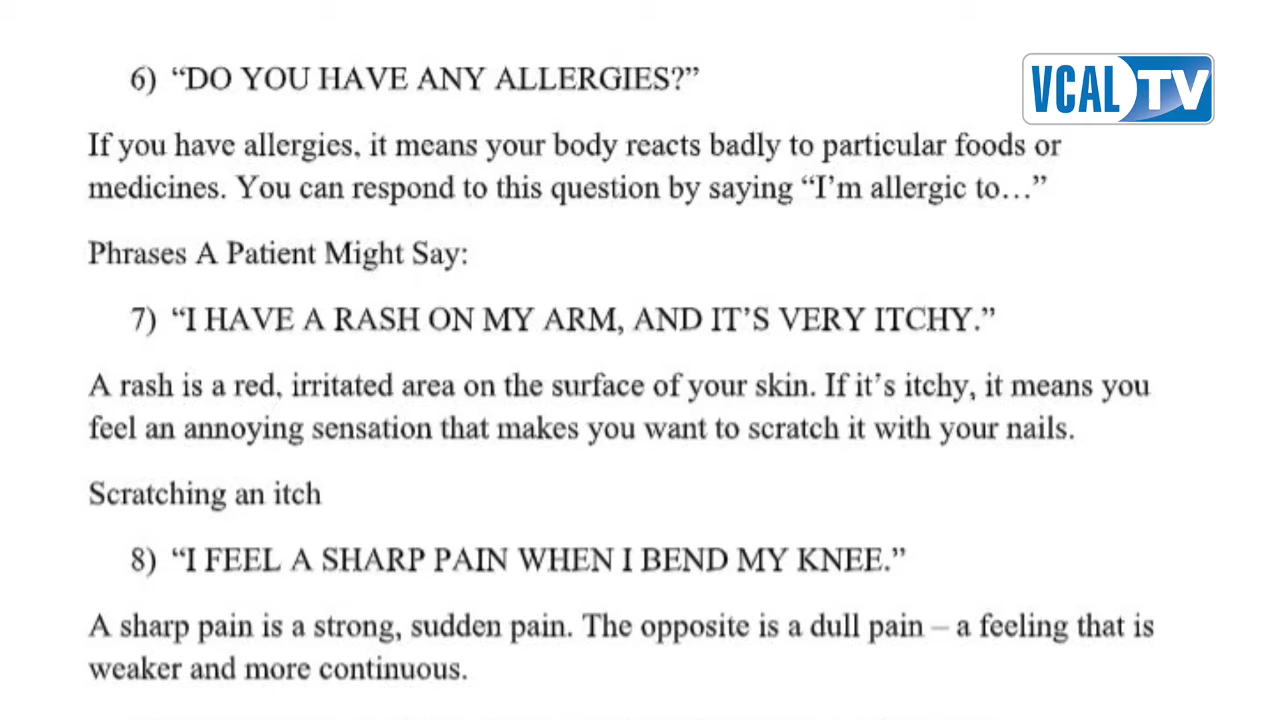 VCAL TV
6) “DO YOU HAVE ANY ALLERGIES?”
If you have allergies, it means your body reacts badly to particular foods or
medicines. You can respond to this question by saying “I’m allergic to…”
Phrases A Patient Might Say:
7) “I HAVE A RASH ON MY ARM, AND IT’S VERY ITCHY.”
A rash is a red, irritated area on the surface of your skin. If it’s itchy, it means you
feel an annoying sensation that makes you want to scratch it with your nails.
Scratching an itch
8) “I FEEL A SHARP PAIN WHEN I BEND MY KNEE.”
A sharp pain is a strong, sudden pain. The opposite is a dull pain – a feeling that is
weaker and more continuous.